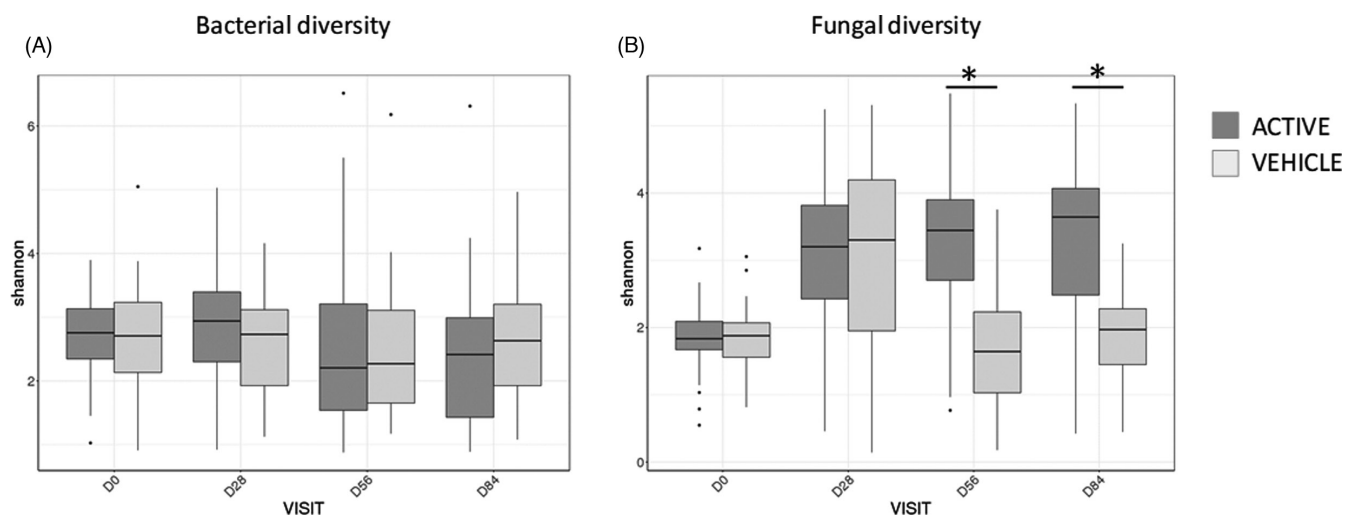 Bacterial diversity
(A)
6
4
2
shannon
D0
D28
D56
D84
VISIT
Fungal diversity
(B)
*
*
4
2
0
shannon
D0
D28
D56
D84
VISIT
ACTIVE
VEHICLE